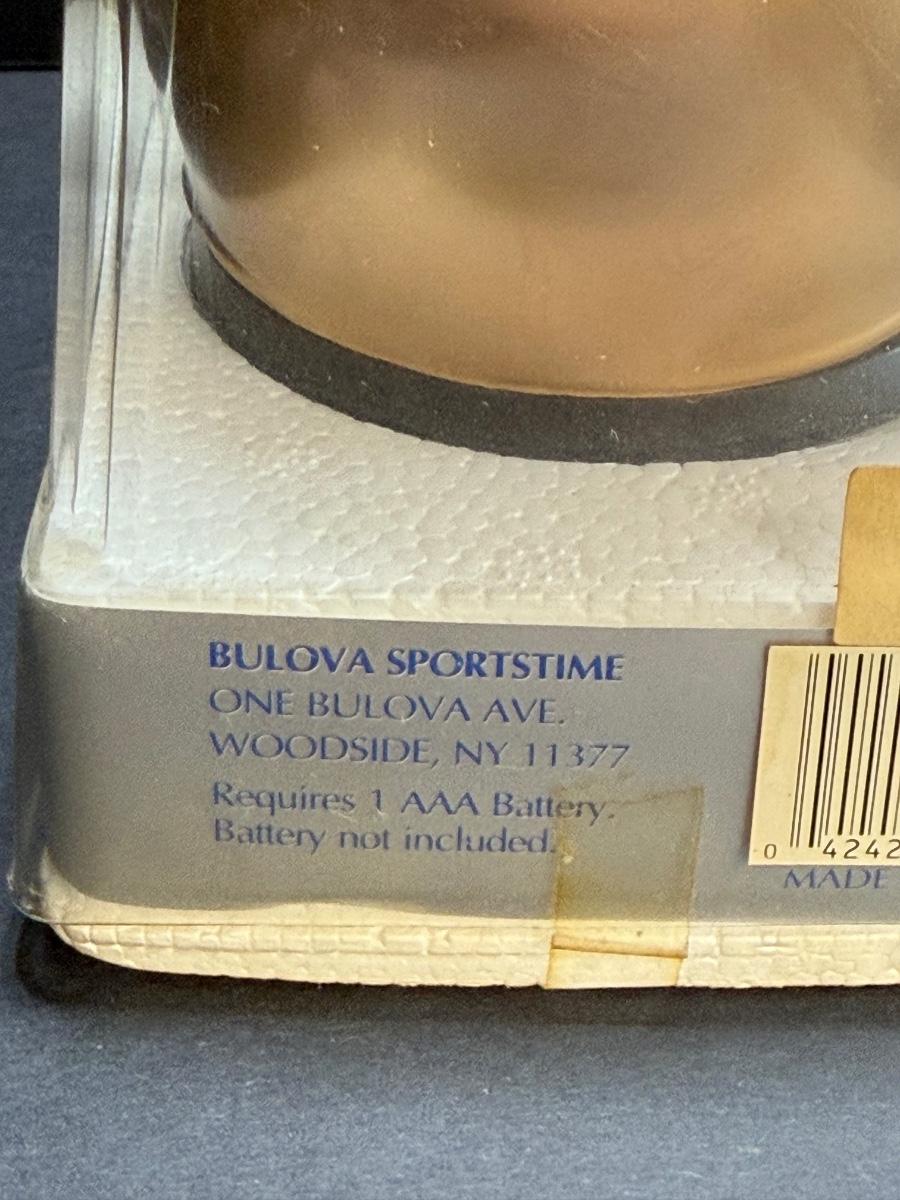 BULOVA SPORTSTIME
ONE BULOVA AVE.
WOODSIDE, NY 11377
Requires 1 AAA Battery.
Battery not included.
0 4242
MADE